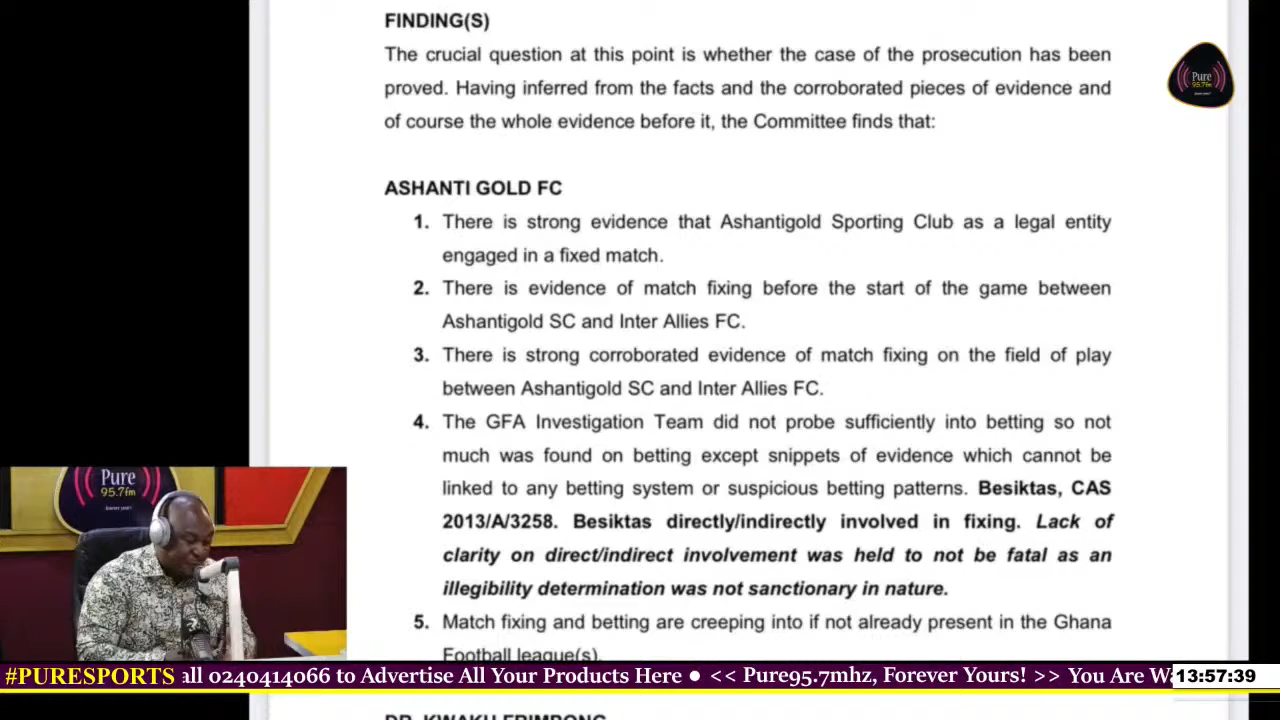 FINDING(S)
The crucial question at this point is whether the case of the prosecution has been
proved. Having inferred from the facts and the corroborated pieces of evidence and
of course the whole evidence before it, the Committee finds that:
ASHANTI GOLD FC
1. There is strong evidence that Ashantigold Sporting Club as a legal entity
engaged in a fixed match.
2. There is evidence of match fixing before the start of the game between
Ashantigold SC and Inter Allies FC.
3. There is strong corroborated evidence of match fixing on the field of play
between Ashantigold SC and Inter Allies FC.
4. The GFA Investigation Team did not probe sufficiently into betting so not
much was found on betting except snippets of evidence which cannot be
linked to any betting system or suspicious betting patterns. Besiktas, CAS
2013/A/3258. Besiktas directly/indirectly involved in fixing. Lack of
clarity on direct/indirect involvement was held to not be fatal as an
illegibility determination was not sanctionary in nature.
5. Match fixing and betting are creeping into if not already present in the Ghana
Football league(s).
DR. KWAKU FRIMPONG
Pure
95.7fm
Pure
95.7fm
#PURESPORTS all 0240414066 to Advertise All Your Products Here ● << Pure95.7mhz, Forever Yours! >> You Are Wa 13:57:39